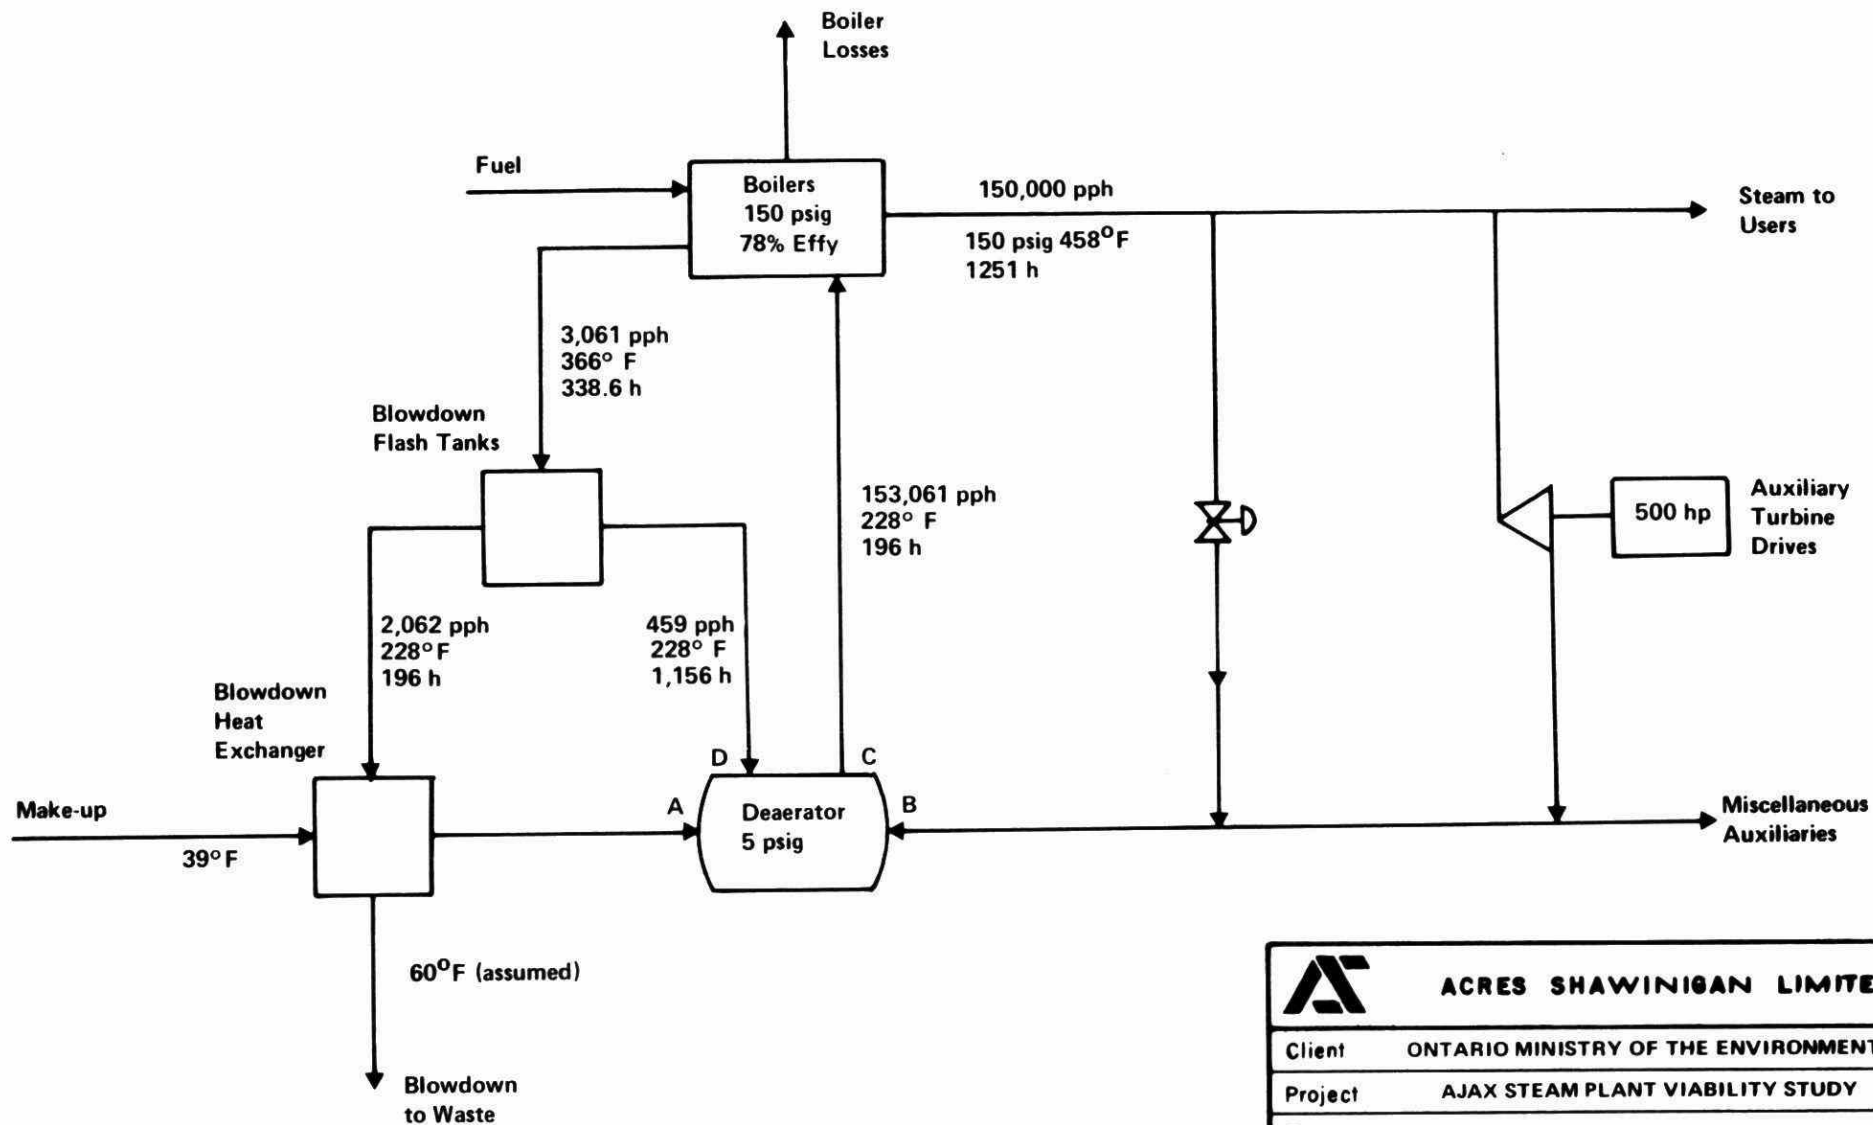 Boiler
Losses
Fuel
Boilers
150 psig
78% Effy
150,000 pph
150 psig 458°F
1251 h
Steam to
Users
3,061 pph
366° F
338.6 h
Blowdown
Flash Tanks
153,061 pph
228° F
196 h
500 hp
Auxiliary
Turbine
Drives
2,062 pph
228°F
196 h
459 pph
228° F
1,156 h
Blowdown
Heat
Exchanger
D
C
Make-up
39°F
A
Deaerator
5 psig
B
Miscellaneous
Auxiliaries
60°F (assumed)
Blowdown
to Waste
ACRES SHAWINIGAN LIMITE
Client ONTARIO MINISTRY OF THE ENVIRONMENT
Project AJAX STEAM PLANT VIABILITY STUDY